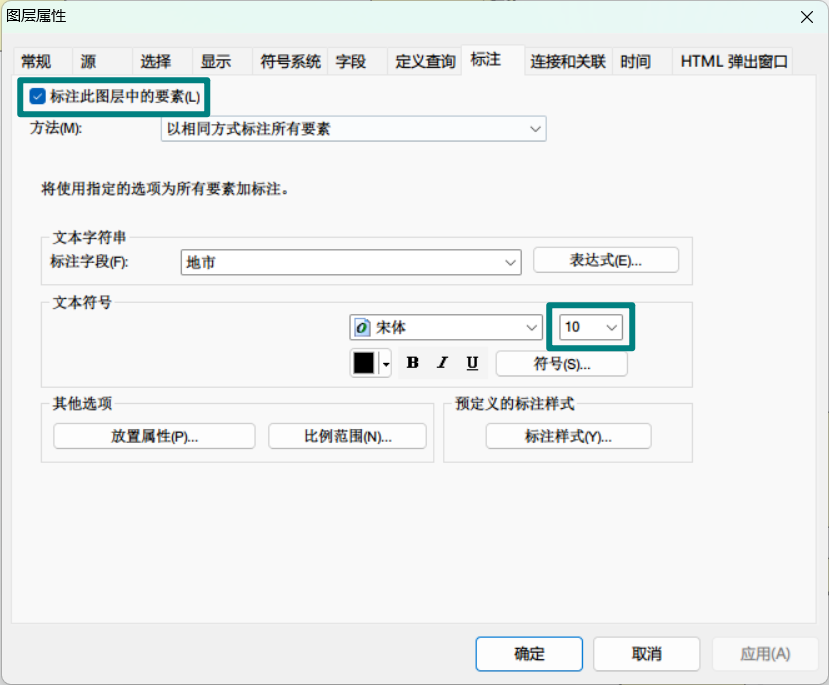 图层属性
常规 源 选择 显示 符号系统 字段 定义查询 标注 连接和关联 时间 HTML 弹出窗口
标注此图层中的要素(L)
方法(M): 以相同方式标注所有要素
将使用指定的选项为所有要素加标注。
文本字符串
标注字段(F): 地市 表达式(E)...
文本符号
宋体 10
B I U 符号(S)...
其他选项 预定义的标注样式
放置属性(P)... 比例范围(N)... 标注样式(Y)...
确定 取消 应用(A)